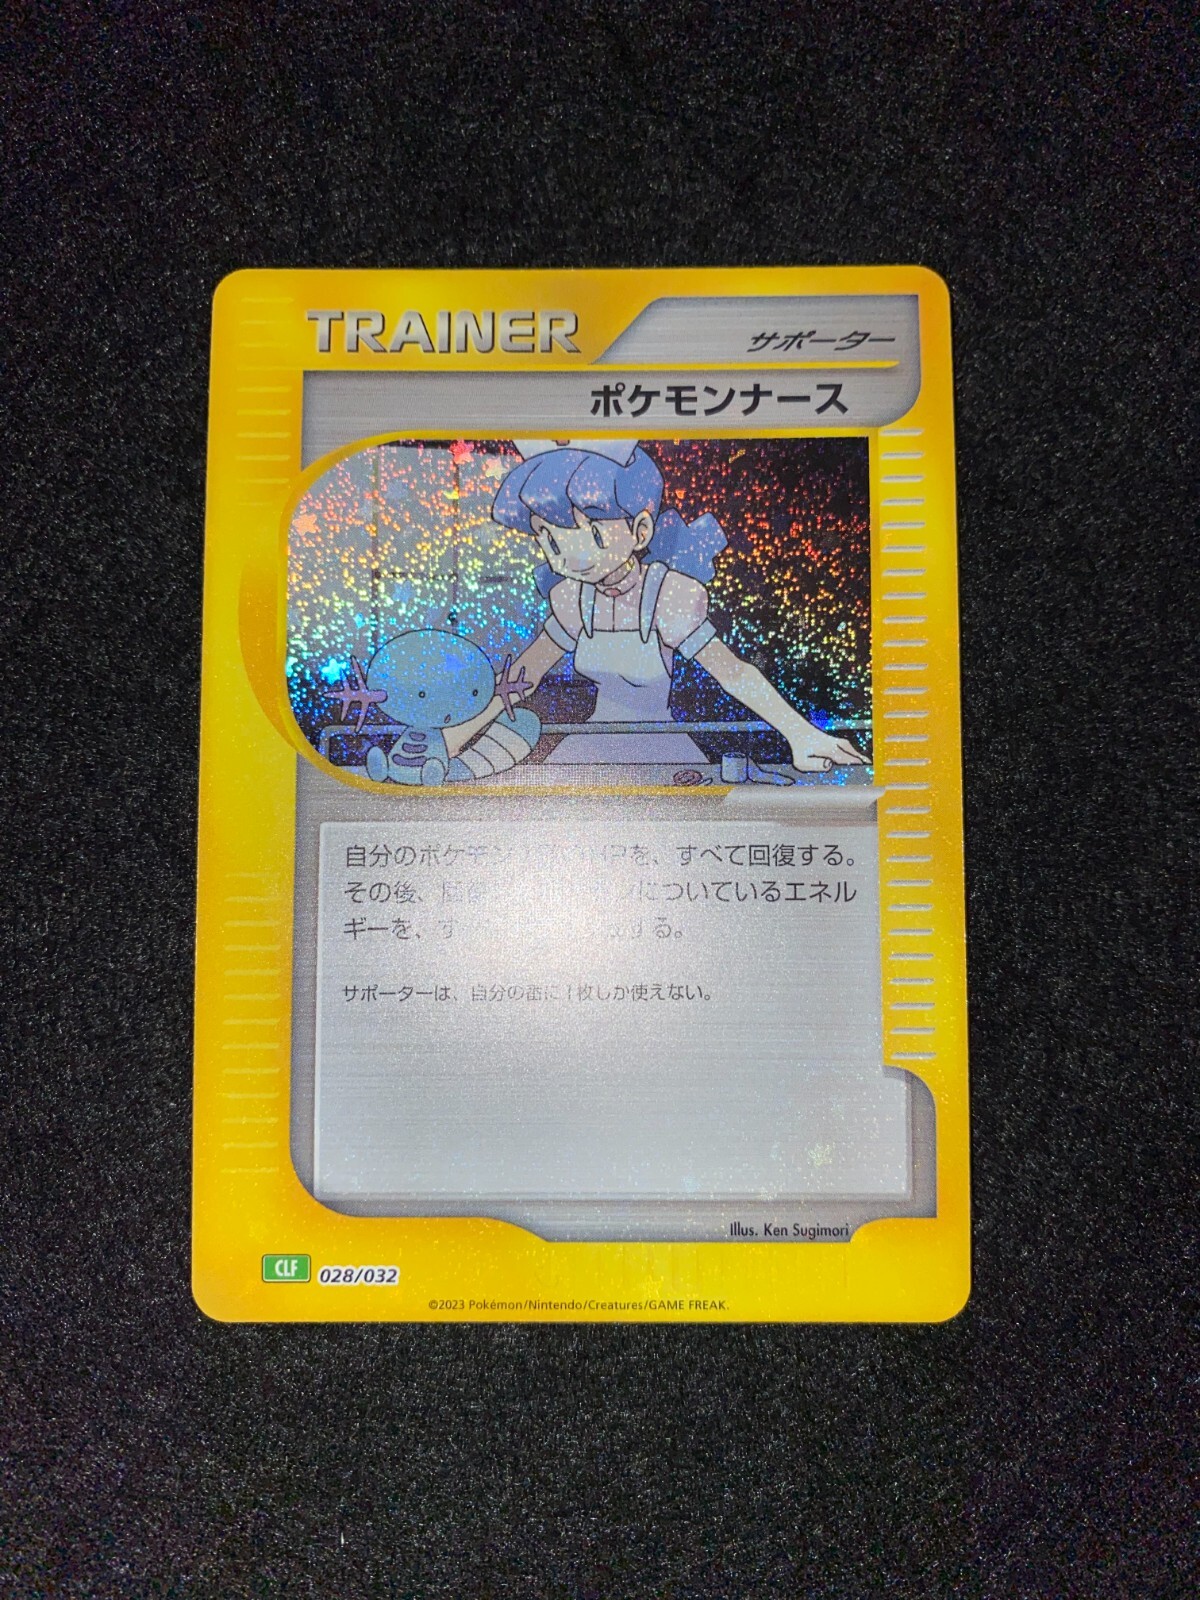 TRAINER
サポーター
ポケモンナース
自分のポケモン HPを、すべて回復する。
その後、回復 についているエネル
ギーを、す する。
サポーターは、自分の番に1枚しか使えない。
Illus. Ken Sugimori
CLF 028/032
©2023 Pokémon/Nintendo/Creatures/GAME FREAK.